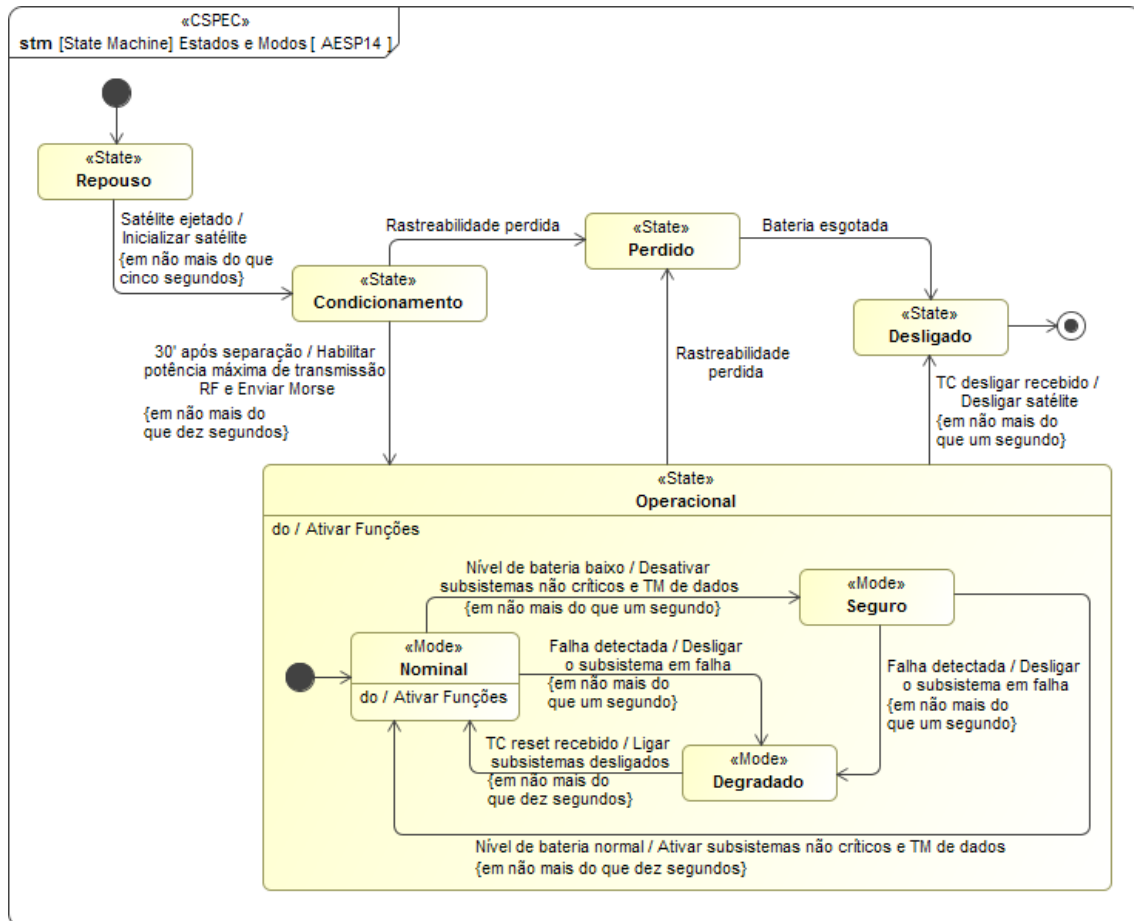 «CSPEC»
stm [State Machine] Estados e Modos [ AESP14 ]
«State»
Repouso
Satélite ejetado /
Inicializar satélite
{em não mais do que
cinco segundos}
Rastreabilidade perdida
«State»
Perdido
Bateria esgotada
«State»
Condicionamento
«State»
Desligado
30' após separação / Habilitar
potência máxima de transmissão
RF e Enviar Morse
{em não mais do
que dez segundos}
Rastreabilidade
perdida
TC desligar recebido /
Desligar satélite
{em não mais do
que um segundo}
«State»
Operacional
do / Ativar Funções
Nível de bateria baixo / Desativar
subsistemas não críticos e TM de dados
{em não mais do que um segundo}
«Mode»
Seguro
«Mode»
Nominal
do / Ativar Funções
Falha detectada / Desligar
o subsistema em falha
{em não mais do
que um segundo}
Falha detectada / Desligar
o subsistema em falha
{em não mais do
que um segundo}
TC reset recebido / Ligar
subsistemas desligados
{em não mais do
que dez segundos}
«Mode»
Degradado
Nível de bateria normal / Ativar subsistemas não críticos e TM de dados
{em não mais do que dez segundos}